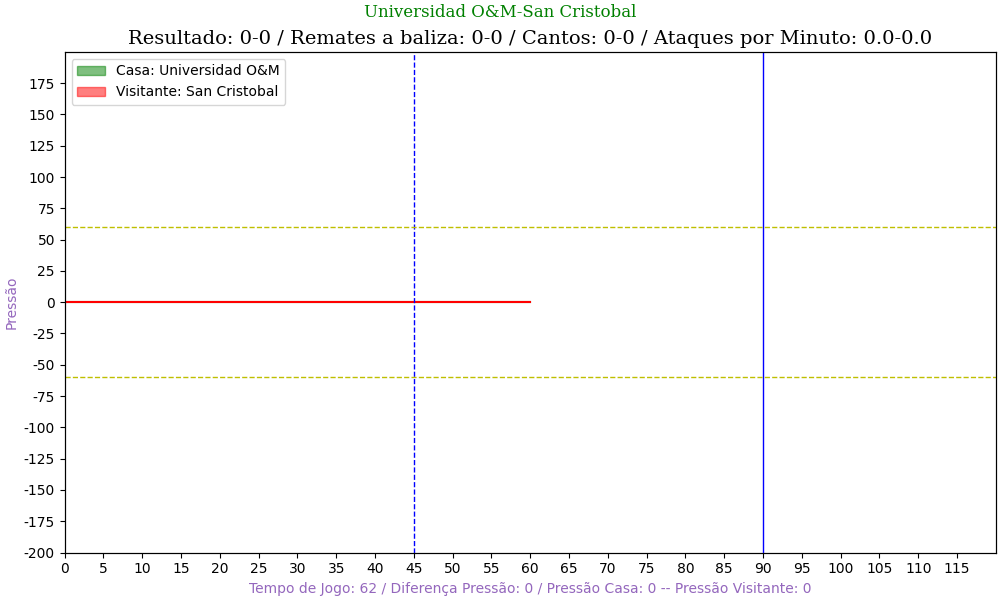 Universidad O&M-San Cristobal
Resultado: 0-0 / Remates a baliza: 0-0 / Cantos: 0-0 / Ataques por Minuto: 0.0-0.0
Casa: Universidad O&M
Visitante: San Cristobal
Pressão
175
150
125
100
75
50
25
0
-25
-50
-75
-100
-125
-150
-175
-200
0 5 10 15 20 25 30 35 40 45 50 55 60 65 70 75 80 85 90 95 100 105 110 115
Tempo de Jogo: 62 / Diferença Pressão: 0 / Pressão Casa: 0 -- Pressão Visitante: 0